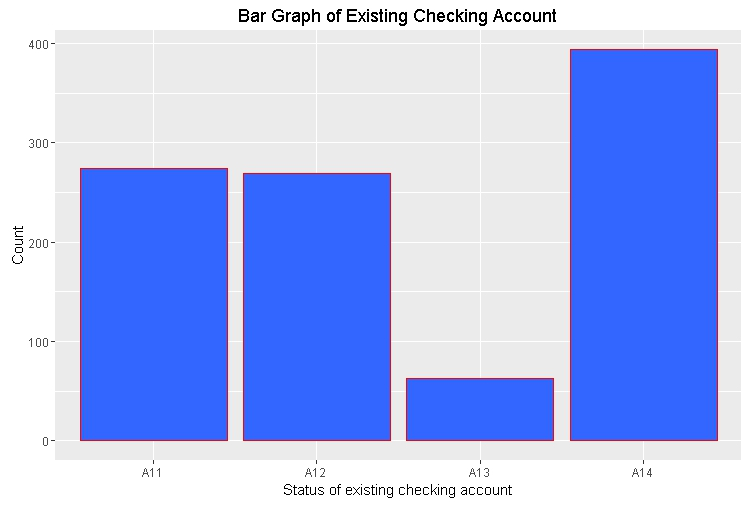 Bar Graph of Existing Checking Account
400
300
200
100
0
Count
A11 A12 A13 A14
Status of existing checking account